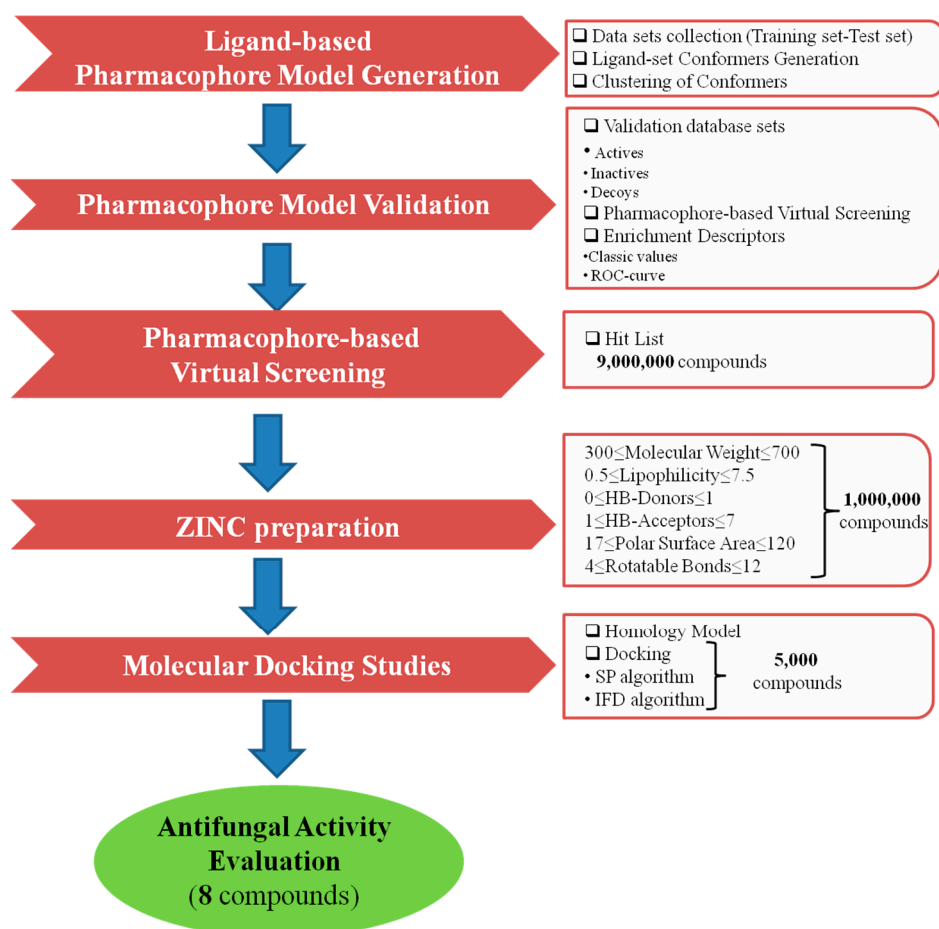 Ligand-based
Pharmacophore Model Generation
❑ Data sets collection (Training set-Test set)
❑ Ligand-set Conformers Generation
❑ Clustering of Conformers
Pharmacophore Model Validation
❑ Validation database sets
• Actives
• Inactives
• Decoys
❑ Pharmacophore-based Virtual Screening
❑ Enrichment Descriptors
•Classic values
• ROC-curve
Pharmacophore-based
Virtual Screening
❑ Hit List
9,000,000 compounds
ZINC preparation
300≤Molecular Weight≤700
0.5≤Lipophilicity≤7.5
0≤HB-Donors≤1
1≤HB-Acceptors≤7
17≤Polar Surface Area≤120
4≤Rotatable Bonds≤12
1,000,000
compounds
Molecular Docking Studies
❑ Homology Model
❑ Docking
• SP algorithm
• IFD algorithm
5,000
compounds
Antifungal Activity
Evaluation
(8 compounds)